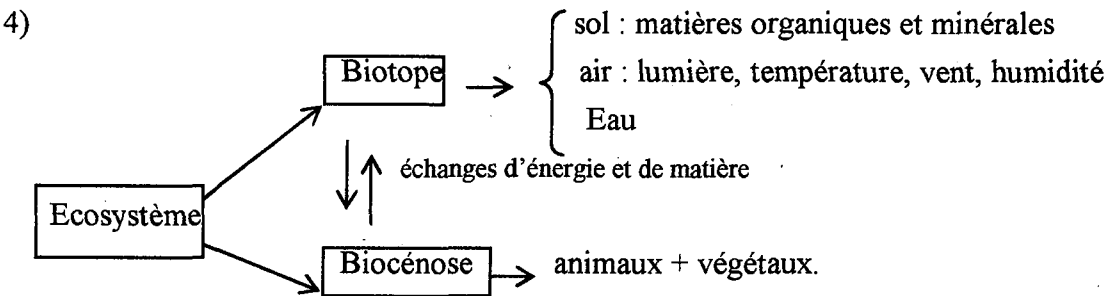 4)
sol : matières organiques et minérales
Biotope
air : lumière, température, vent, humidité
Eau
échanges d'énergie et de matière
Ecosystème
Biocénose
animaux + végétaux.